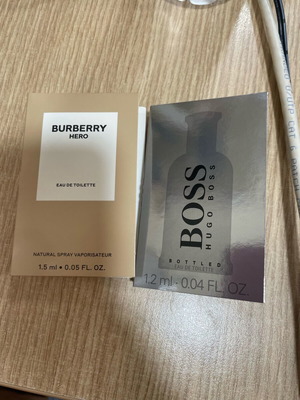 BURBERRY
HERO
EAU DE TOILETTE
NATURAL SPRAY VAPORISATEUR
1.5 ml • 0.05 FL. OZ.
BOSS
HUGO BOSS
BOTTLED
EAU DE TOILETTE
1.2 ml · 0.04 FL. OZ.